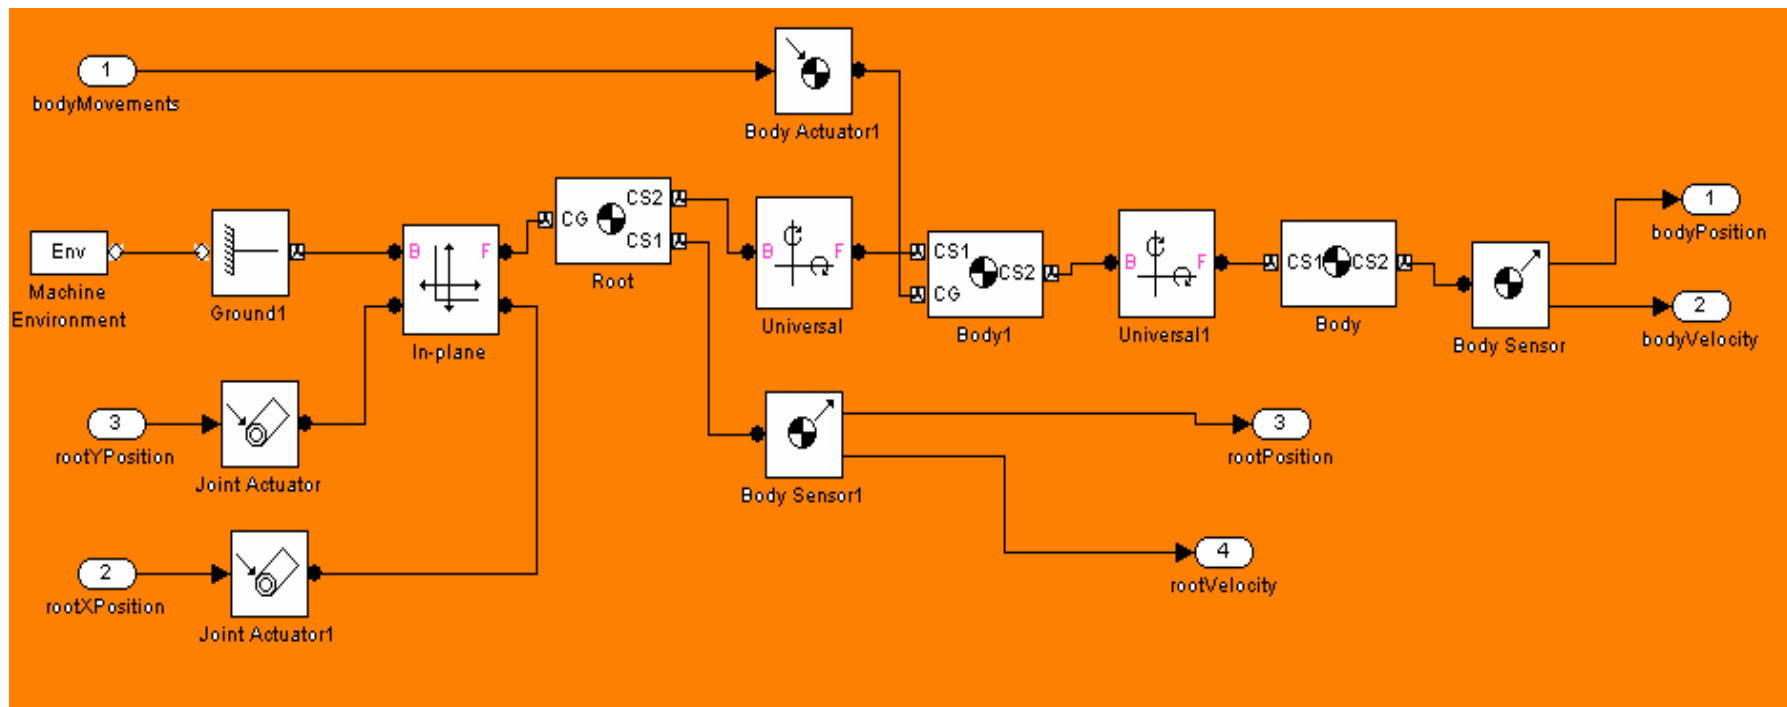 1
bodyMovements
Body Actuator1
Env
Machine
Environment
Ground1
B F
In-plane
CG CS2
CS1
Root
B F
Universal
CS1
CS2
CG
Body1
B F
Universal1
CS1 CS2
Body
Body Sensor
1
bodyPosition
2
bodyVelocity
3
rootYPosition
Joint Actuator
Body Sensor1
3
rootPosition
2
rootXPosition
Joint Actuator1
4
rootVelocity